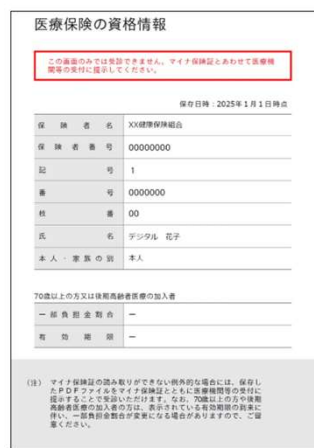 医療保険の資格情報
この画面のみでは受診できません。マイナ保険証とあわせて医療機
関等の受付に提示してください。
保存日時：2025年1月1日時点
保険者名 XX健康保険組合
保険者番号 00000000
記号 1
番号 0000000
枝番 00
氏名 デジタル 花子
本人・家族の別 本人
70歳以上の方又は後期高齢者医療の加入者
一部負担金割合 ー
有効期限 ー
(注) マイナ保険証の読み取りができない例外的な場合には、保存し
たPDFファイルをマイナ保険証とともに医療機関等の受付に
提示することで受診いただけます。なお、70歳以上の方や後期
高齢者医療の加入者の方は、表示されている有効期限の到来に
伴い、一部負担金割合が変更になる場合がありますので、ご留
意ください。